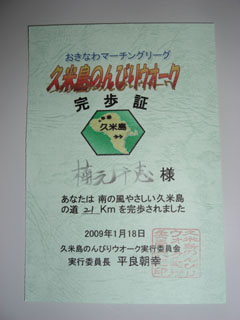 おきなわマーチングリーグ
久米島のんびりウオーク
完歩証
久米島
様
あなたは 南の風やさしい久米島
の道 21 Kmを完歩されました
2009年1月18日
久米島のんびりウオーク実行委員会
実行委員長 平良朝幸